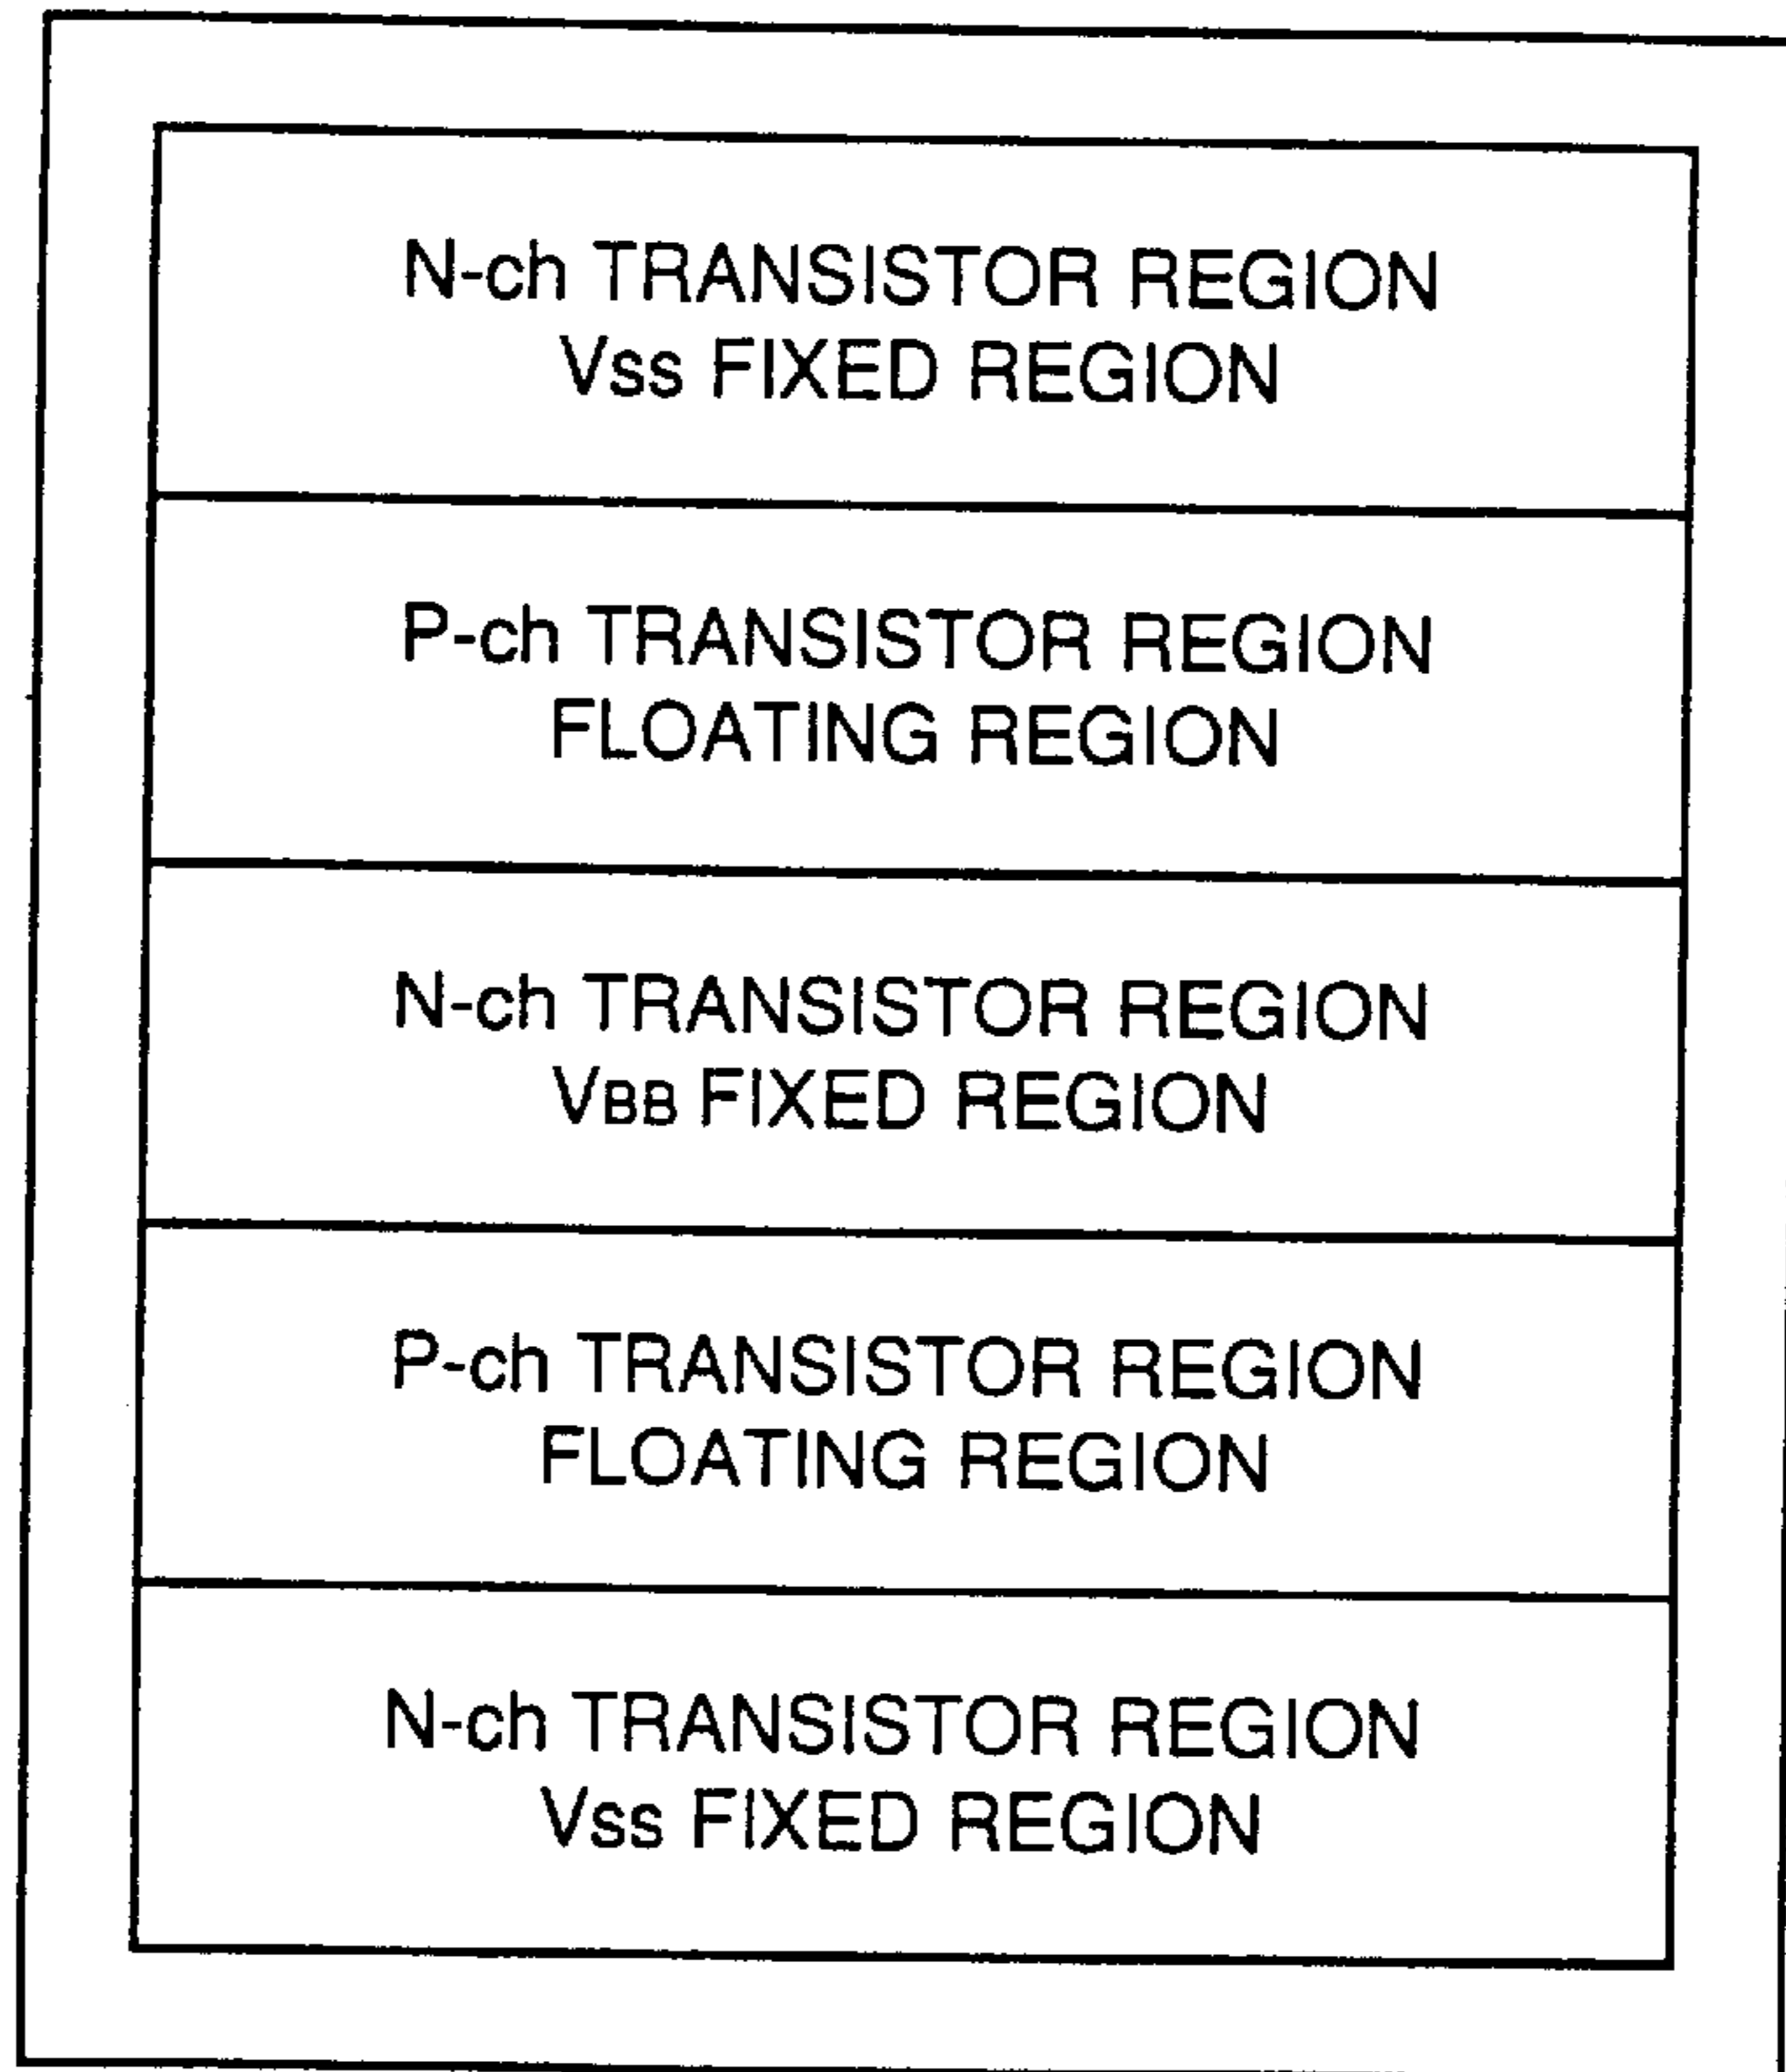 N-ch TRANSISTOR REGION
Vss FIXED REGION
P-ch TRANSISTOR REGION
FLOATING REGION
N-ch TRANSISTOR REGION
VBB FIXED REGION
P-ch TRANSISTOR REGION
FLOATING REGION
N-ch TRANSISTOR REGION
Vss FIXED REGION